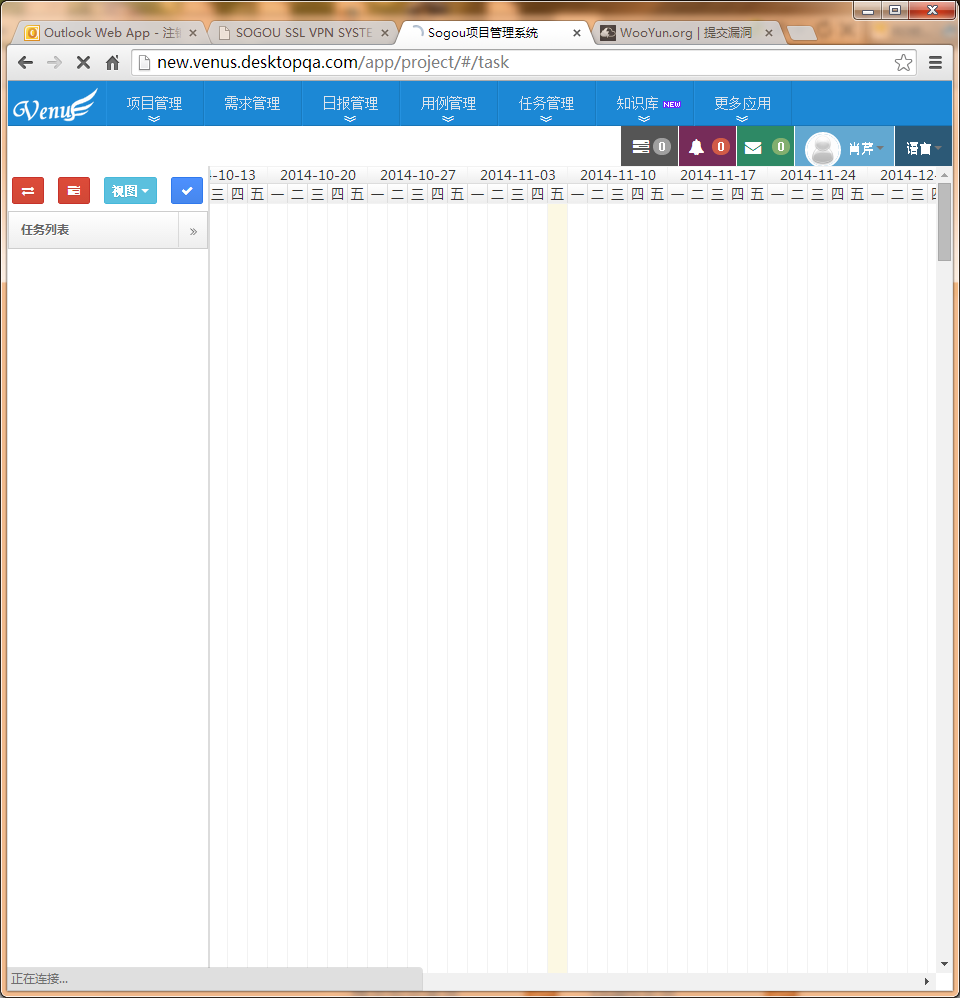 Outlook Web App - 注
SOGOU SSL VPN SYSTE
Sogou项目管理系统
WooYun.org | 提交漏洞
new.venus.desktopqa.com/app/project/#/task
Venus
项目管理
需求管理
日报管理
用例管理
任务管理
知识库 NEW
更多应用
0
0
0
肖芹
语言
视图
任务列表
»
-10-13 2014-10-20 2014-10-27 2014-11-03 2014-11-10 2014-11-17 2014-11-24 2014-12-
三 四 五 一 二 三 四 五 一 二 三 四 五 一 二 三 四 五 一 二 三 四 五 一 二 三 四 五 一 二 三 四 五 一 二 三
正在连接...